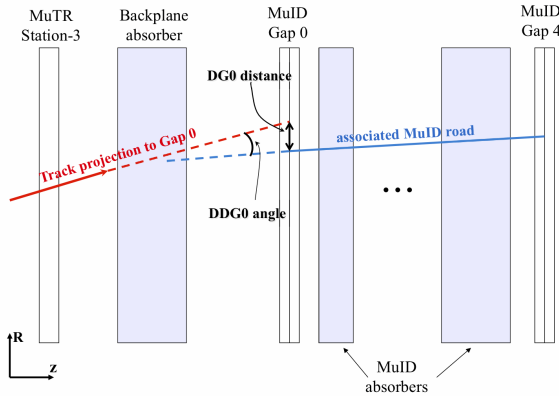 MuTR
Station-3
Backplane
absorber
MuID
Gap 0
MuID
Gap 4
DG0 distance
Track projection to Gap 0
associated MuID road
DDG0 angle
•••
R
z
MuID
absorbers